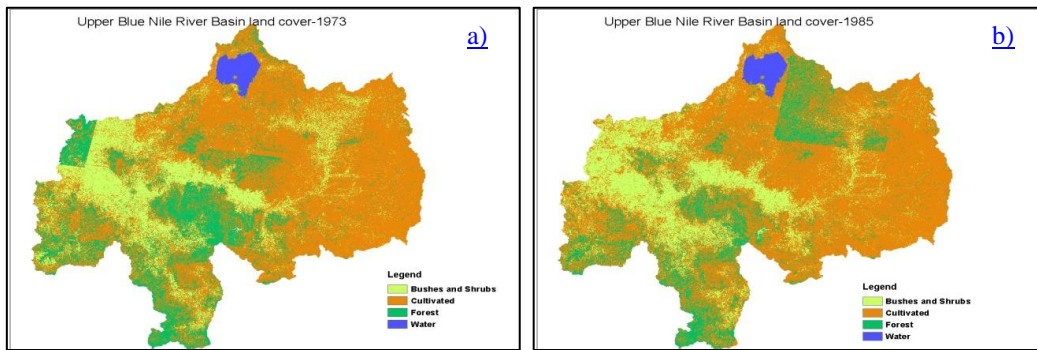 Upper Blue Nile River Basin land cover-1973
a)
Legend
Bushes and Shrubs
Cultivated
Forest
Water
Upper Blue Nile River Basin land cover-1985
b)
Legend
Bushes and Shrubs
Cultivated
Forest
Water